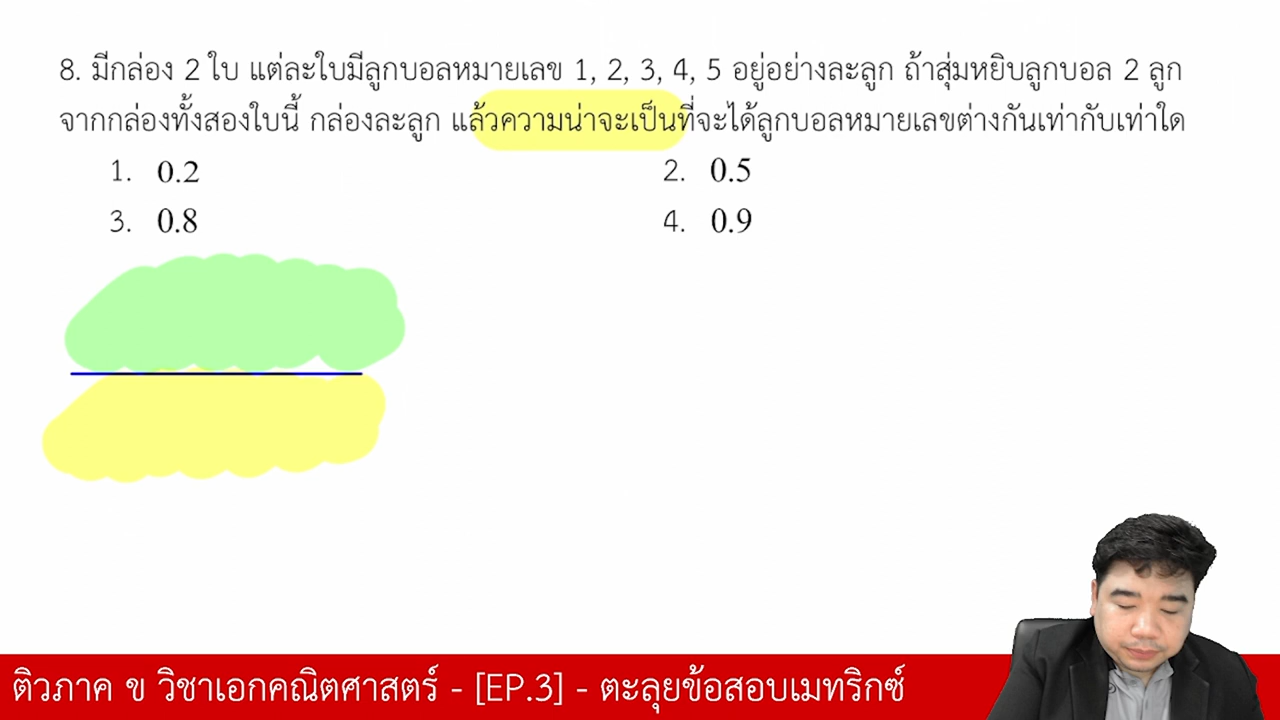 8. มีกล่อง 2 ใบ แต่ละใบมีลูกบอลหมายเลข 1, 2, 3, 4, 5 อยู่อย่างละลูก ถ้าสุ่มหยิบลูกบอล 2 ลูก
จากกล่องทั้งสองใบนี้ กล่องละลูก แล้วความน่าจะเป็นที่จะได้ลูกบอลหมายเลขต่างกันเท่ากับเท่าใด
1. 0.2 2. 0.5
3. 0.8 4. 0.9
ติวภาค ข วิชาเอกคณิตศาสตร์ - [EP.3] - ตะลุยข้อสอบเมทริกซ์